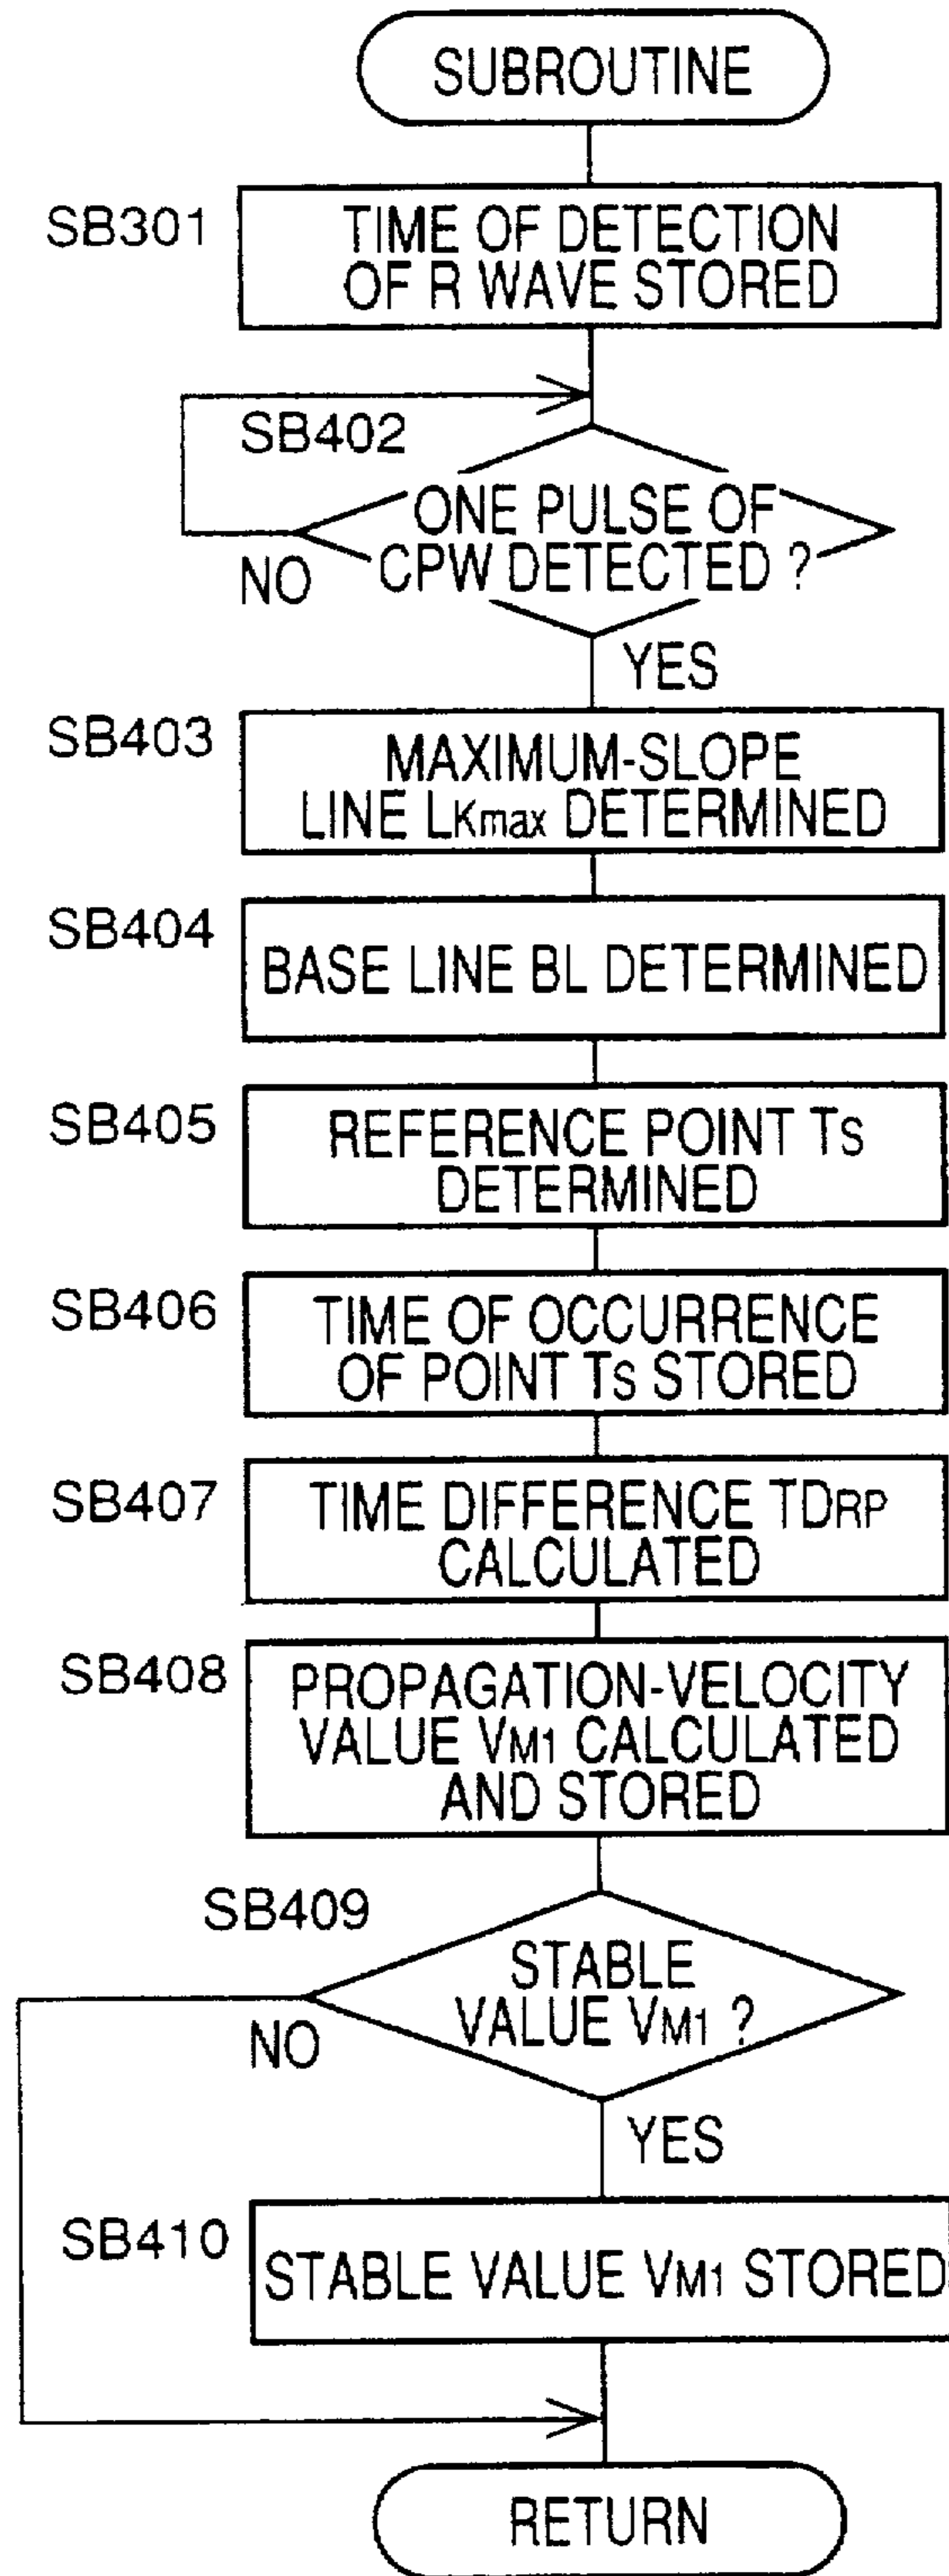 SUBROUTINE
SB301
TIME OF DETECTION
OF R WAVE STORED
SB402
ONE PULSE OF
CPW DETECTED ?
NO
YES
SB403
MAXIMUM-SLOPE
LINE LKmax DETERMINED
SB404
BASE LINE BL DETERMINED
SB405
REFERENCE POINT TS
DETERMINED
SB406
TIME OF OCCURRENCE
OF POINT TS STORED
SB407
TIME DIFFERENCE TDRP
CALCULATED
SB408
PROPAGATION-VELOCITY
VALUE VM1 CALCULATED
AND STORED
SB409
STABLE
VALUE VM1 ?
NO
YES
SB410
STABLE VALUE VM1 STORED
RETURN